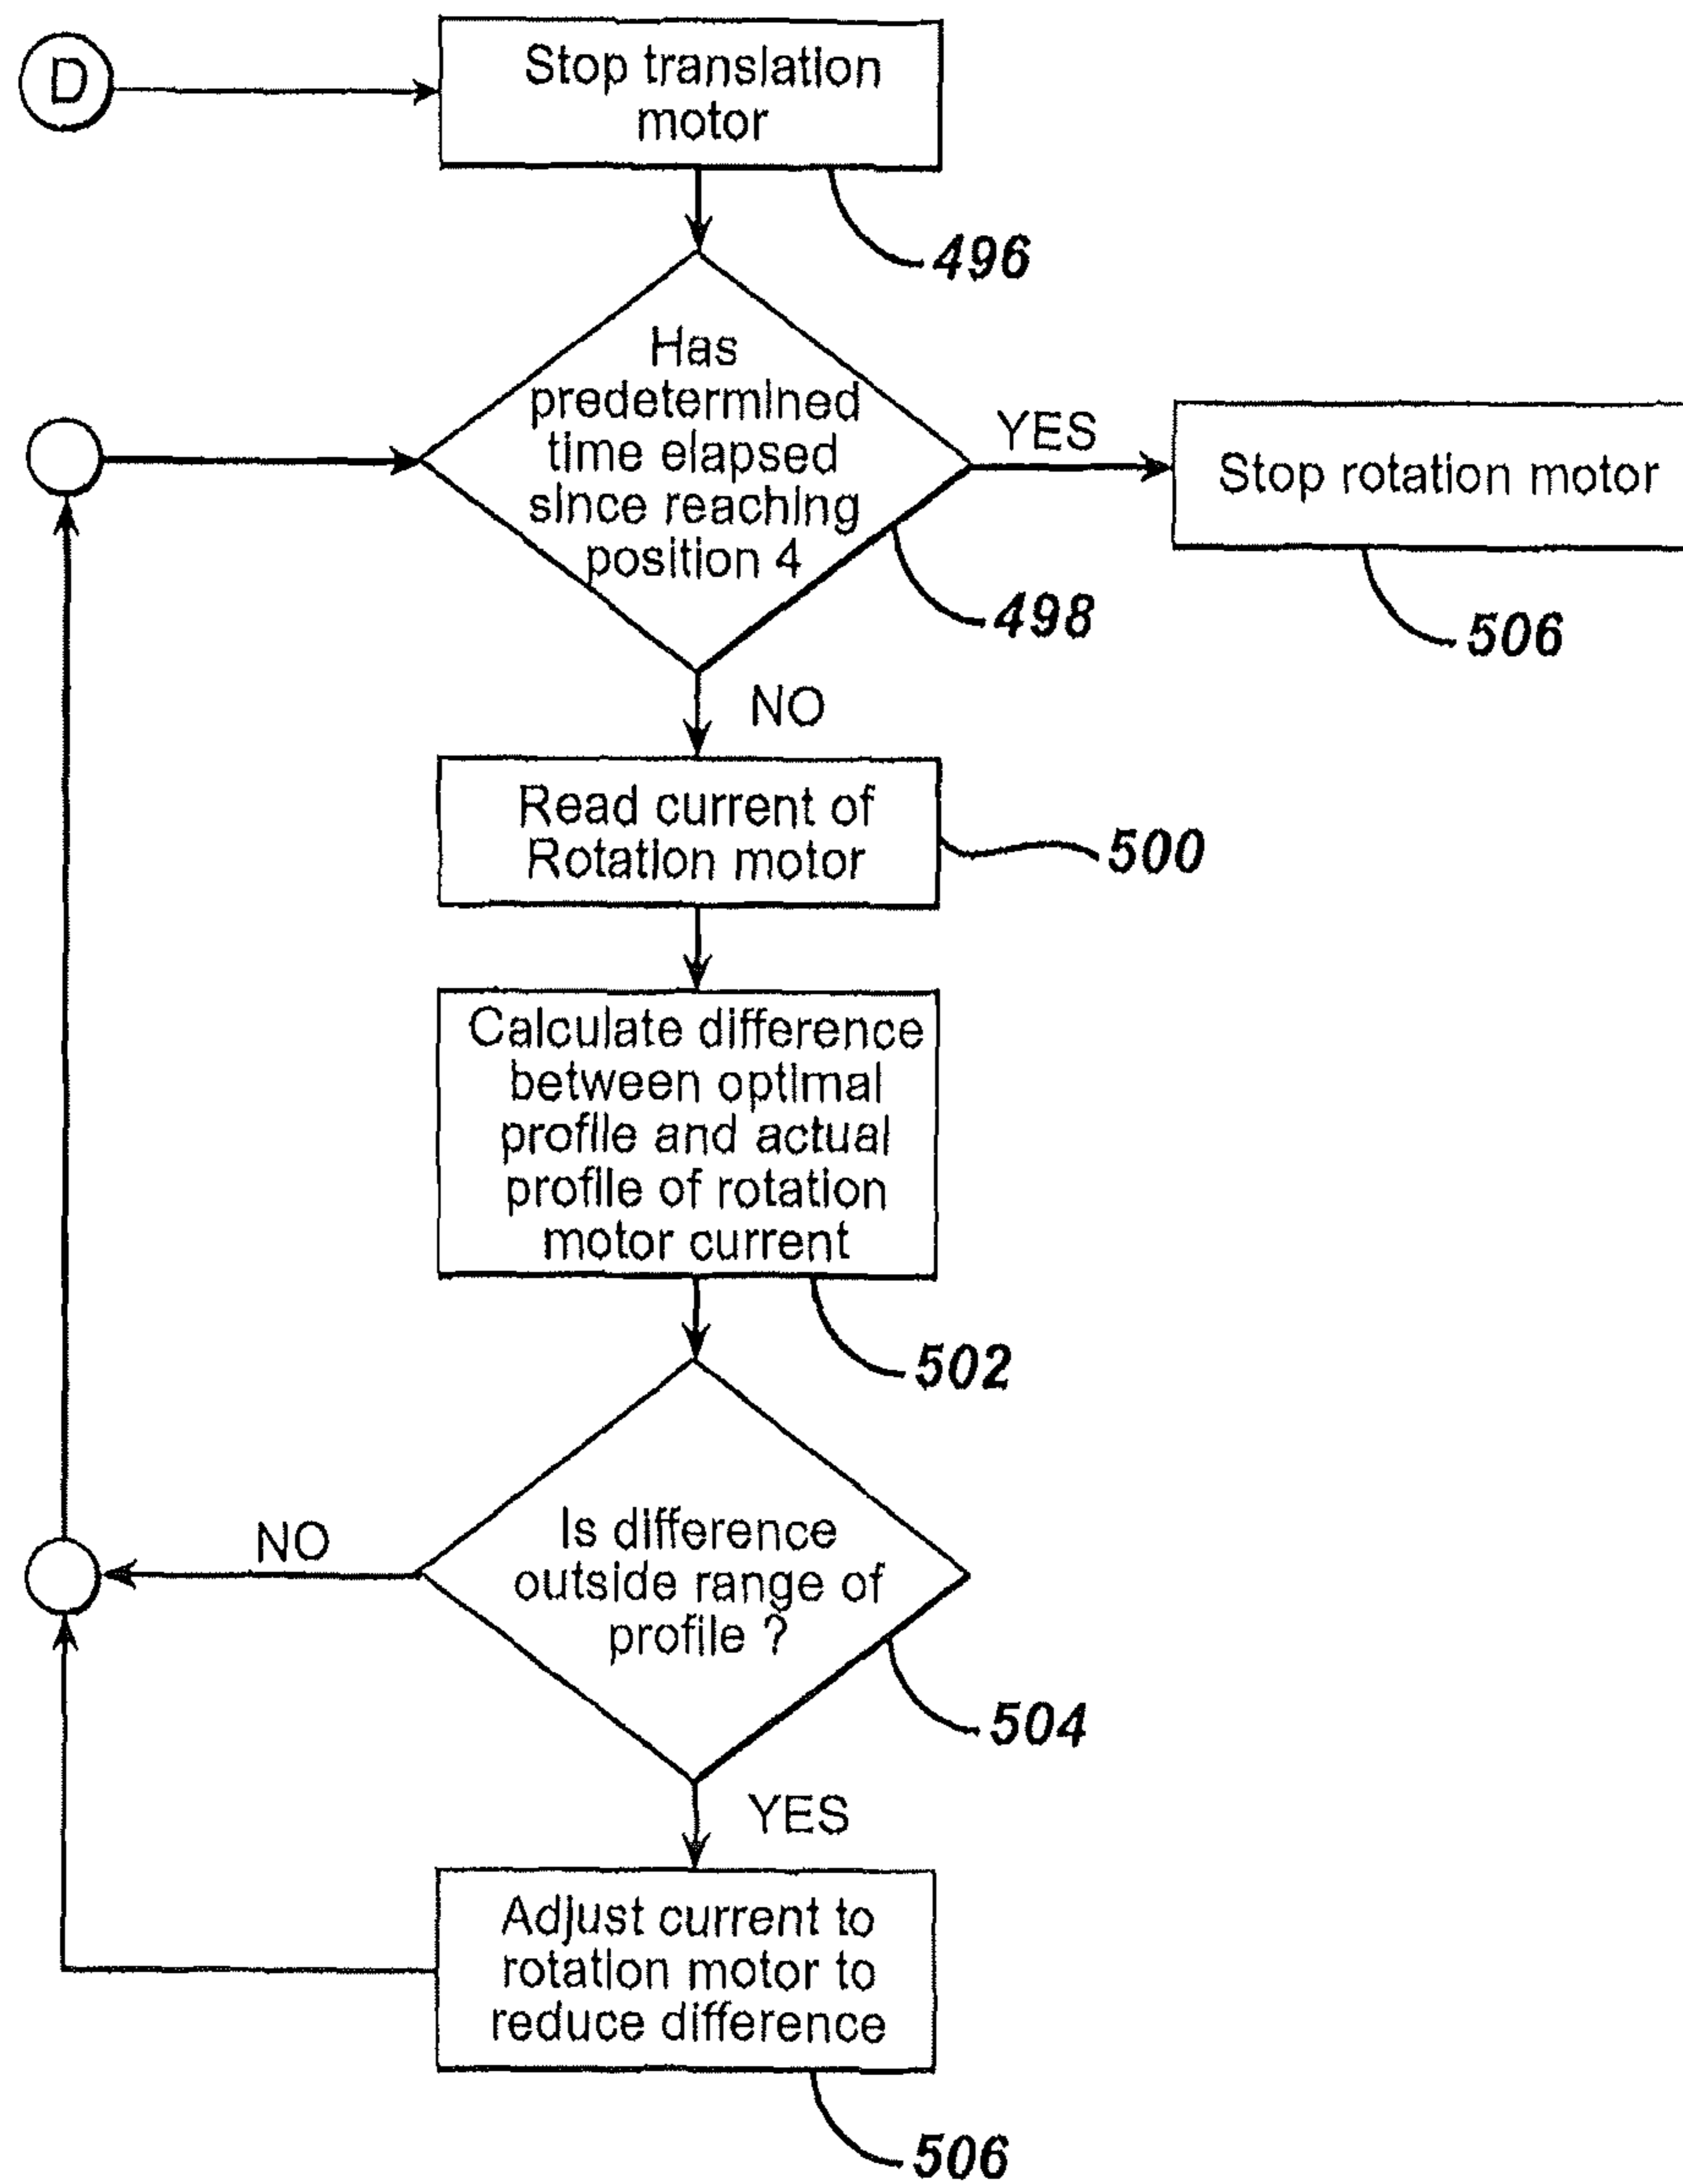 D
Stop translation
motor
496
Has
predetermined
time elapsed
since reaching
position 4
YES
Stop rotation motor
498
506
NO
Read current of
Rotation motor
500
Calculate difference
between optimal
profile and actual
profile of rotation
motor current
502
NO
Is difference
outside range of
profile ?
504
YES
Adjust current to
rotation motor to
reduce difference
506